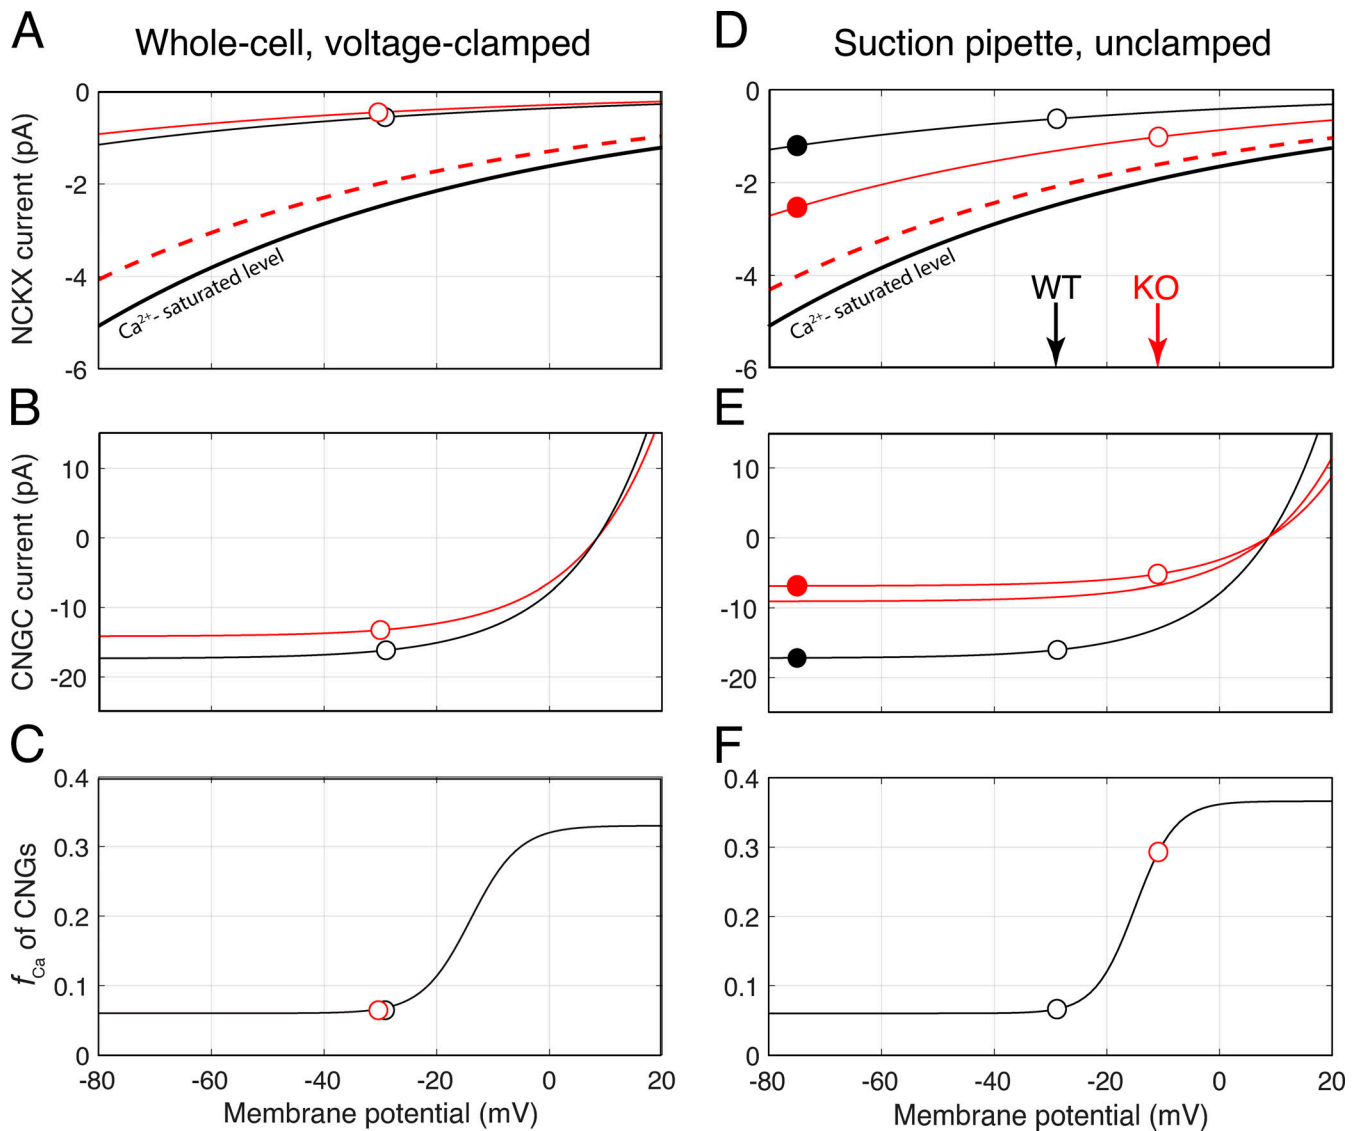 A
Whole-cell, voltage-clamped
NCKX current (pA)
0
-2
-4
-6
Ca²⁺- saturated level
B
CNGC current (pA)
10
0
-10
-20
C
f Ca of CNGs
0.4
0.3
0.2
0.1
0
-80
-60
-40
-20
0
20
Membrane potential (mV)
D
Suction pipette, unclamped
0
-2
-4
-6
Ca²⁺- saturated level
WT
KO
E
10
0
-10
-20
F
0.4
0.3
0.2
0.1
0
-80
-60
-40
-20
0
20
Membrane potential (mV)